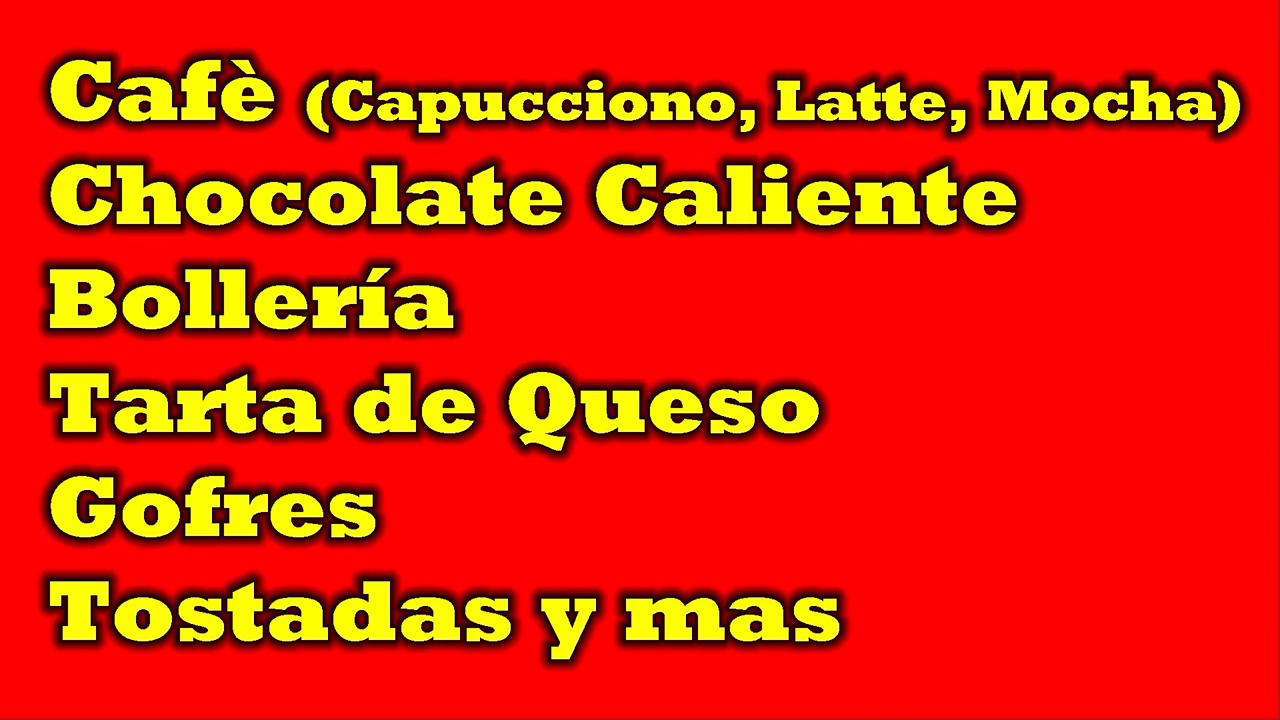 Cafè (Capucciono, Latte, Mocha)
Chocolate Caliente
Bollería
Tarta de Queso
Gofres
Tostadas y mas